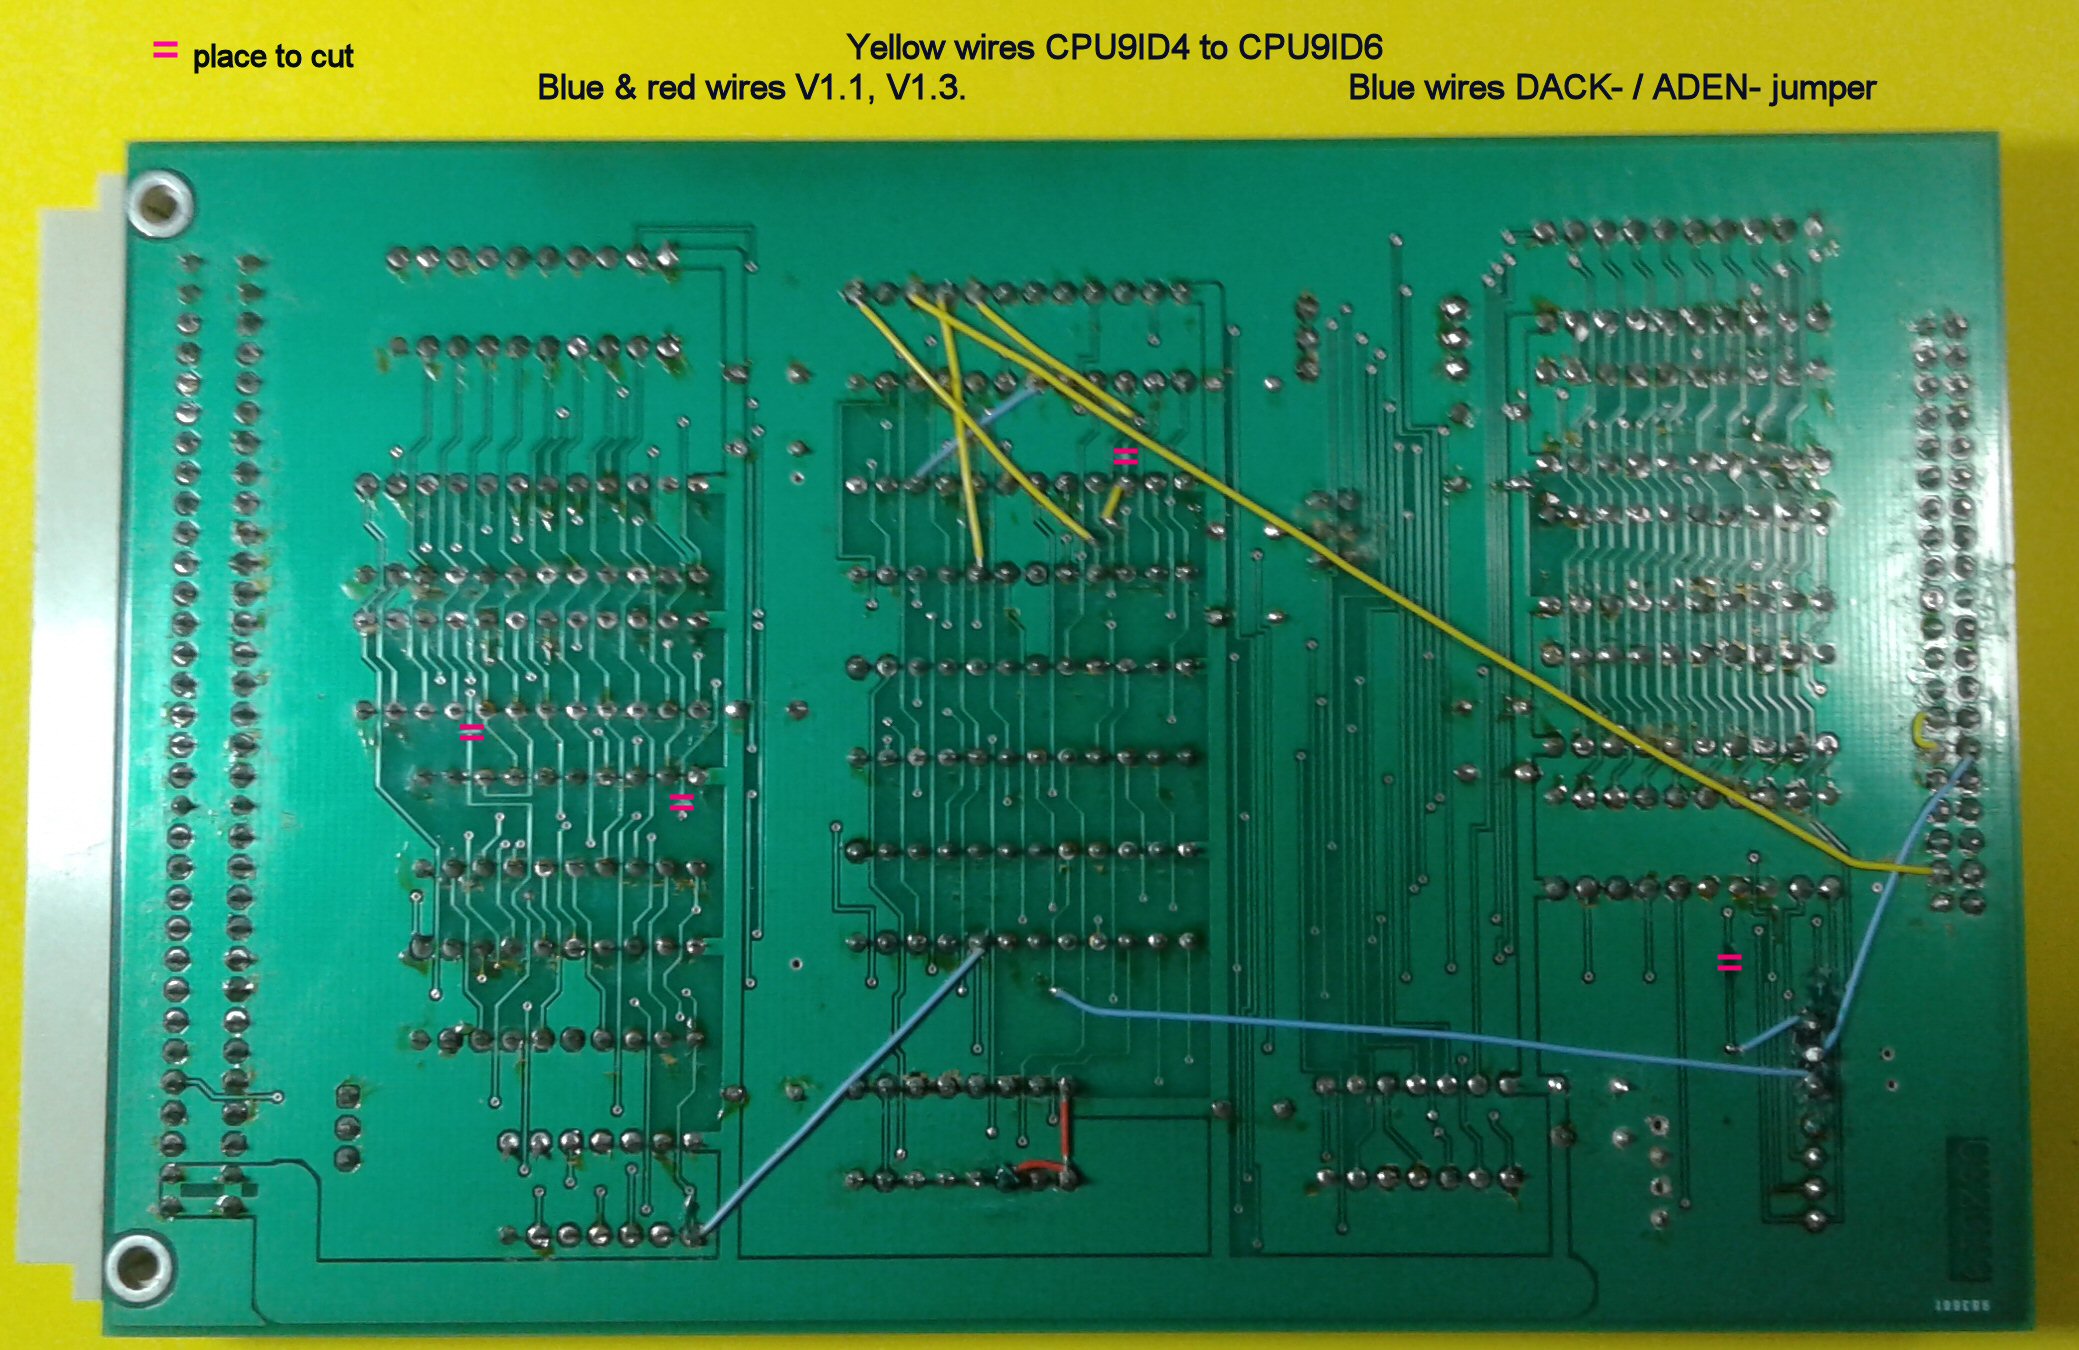 = place to cut
Yellow wires CPU9ID4 to CPU9ID6
Blue & red wires V1.1, V1.3.
Blue wires DACK- / ADEN- jumper